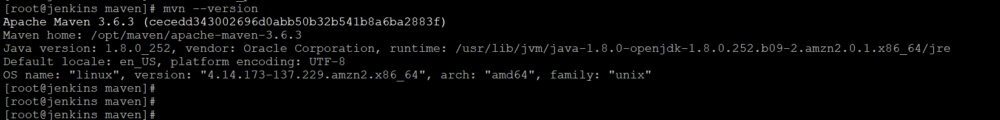 [root@jenkins maven]# mvn --version
Apache Maven 3.6.3 (cecedd343002696d0abb50b32b541b8a6ba2883f)
Maven home: /opt/maven/apache-maven-3.6.3
Java version: 1.8.0_252, vendor: Oracle Corporation, runtime: /usr/lib/jvm/java-1.8.0-openjdk-1.8.0.252.b09-2.amzn2.0.1.x86_64/jre
Default locale: en_US, platform encoding: UTF-8
OS name: "linux", version: "4.14.173-137.229.amzn2.x86_64", arch: "amd64", family: "unix"
[root@jenkins maven]#
[root@jenkins maven]#
[root@jenkins maven]#